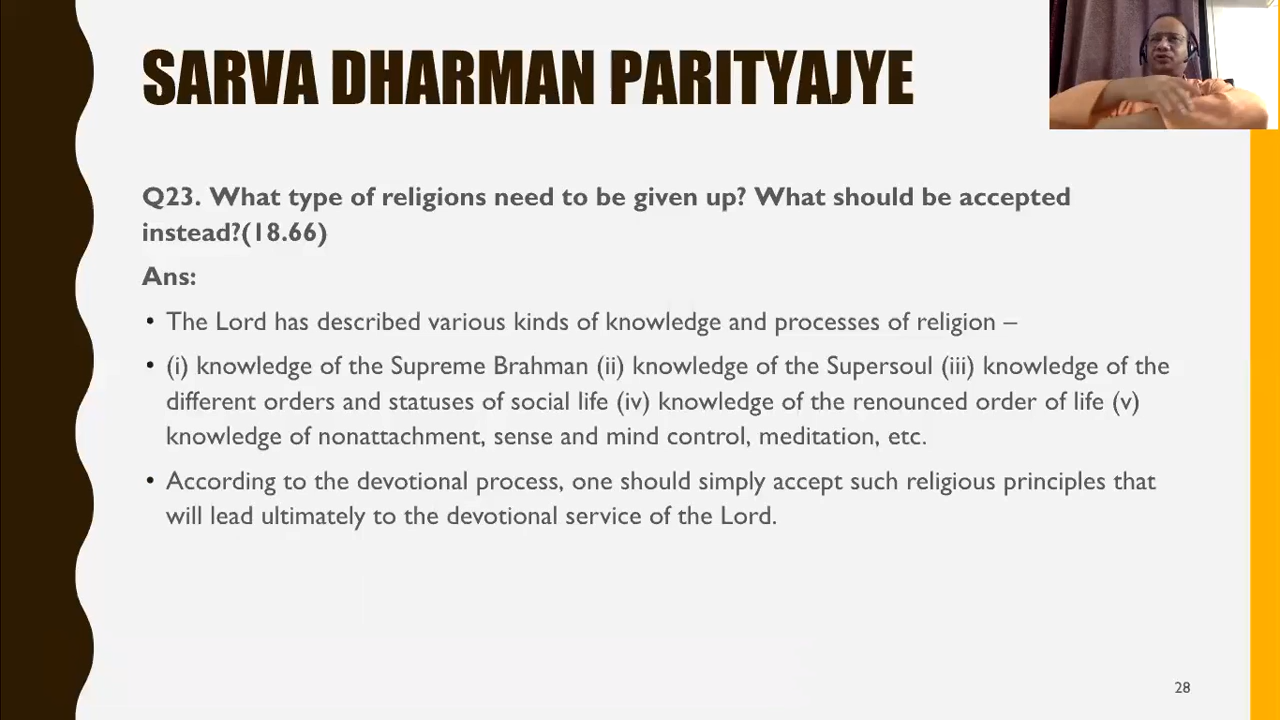 SARVA DHARMAN PARITYAJYE
Q23. What type of religions need to be given up? What should be accepted
instead?(18.66)
Ans:
• The Lord has described various kinds of knowledge and processes of religion –
• (i) knowledge of the Supreme Brahman (ii) knowledge of the Supersoul (iii) knowledge of the
different orders and statuses of social life (iv) knowledge of the renounced order of life (v)
knowledge of nonattachment, sense and mind control, meditation, etc.
• According to the devotional process, one should simply accept such religious principles that
will lead ultimately to the devotional service of the Lord.
28